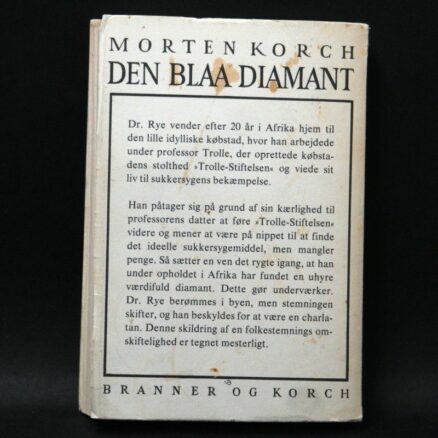 MORTEN KORCH
DEN BLAA DIAMANT
Dr. Rye vender efter 20 år i Afrika hjem til
den lille idylliske købstad, hvor han arbejdede
under professor Trolle, der oprettede købsta-
dens stolthed »Trolle-Stiftelsen« og viede sit
liv til sukkersygens bekæmpelse.
Han påtager sig på grund af sin kærlighed til
professorens datter at føre »Trolle-Stiftelsen«
videre og mener at være på nippet til at finde
det ideelle sukkersygemiddel, men mangler
penge. Så sætter en ven det rygte igang, at han
under opholdet i Afrika har fundet en uhyre
værdifuld diamant. Dette gør underværker.
Dr. Rye berømmes i byen, men stemningen
skifter, og han beskyldes for at være en charla-
tan. Denne skildring af en folkestemnings om-
skiftelighed er tegnet mesterligt.
BRANNER OG KORCH